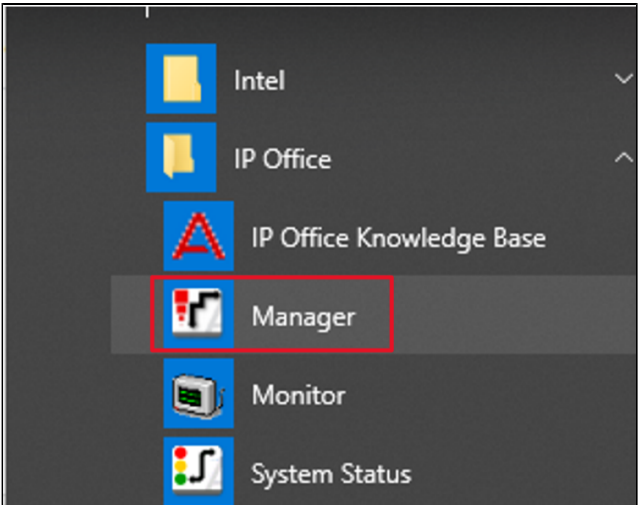 Intel
IP Office
IP Office Knowledge Base
Manager
Monitor
System Status